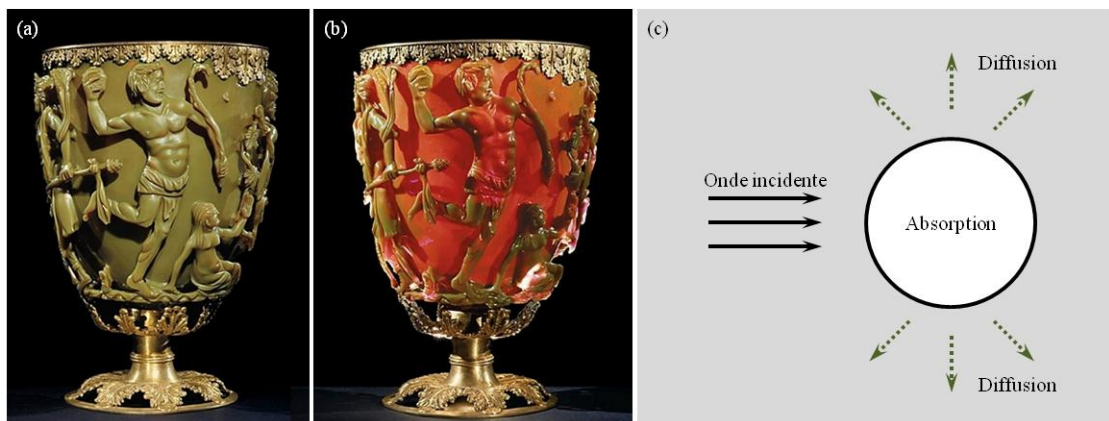 (a)
(b)
(c)
Diffusion
Onde incidente
Absorption
Diffusion